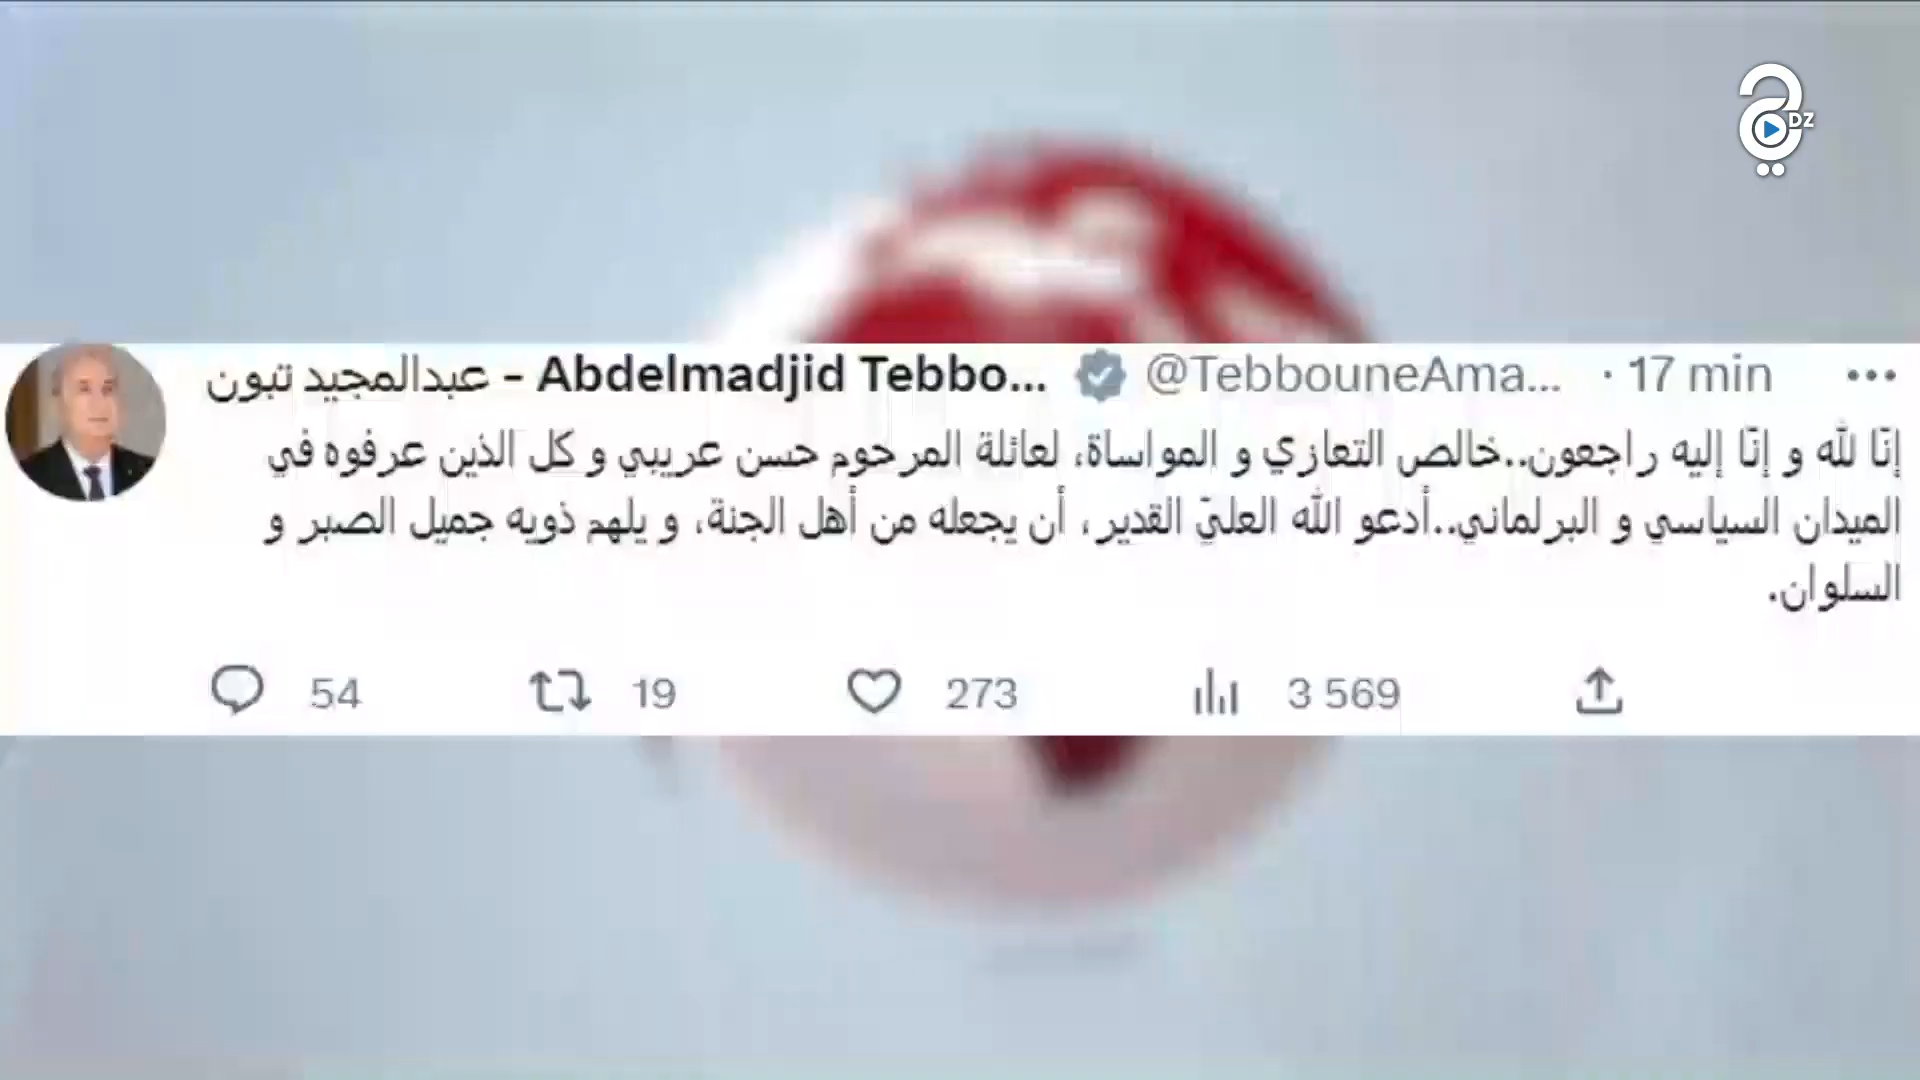 DZ
عبدالمجيد تبون - Abdelmadjid Tebbo... @TebbouneAma... · 17 min
إنّا لله و إنّا إليه راجعون..خالص التعازي و المواساة، لعائلة المرحوم حسن عريبي و كل الذين عرفوه في
الميدان السياسي و البرلماني..أدعو الله العليّ القدير، أن يجعله من أهل الجنة، و يلهم ذويه جميل الصبر و
السلوان.
54 19 273 3 569